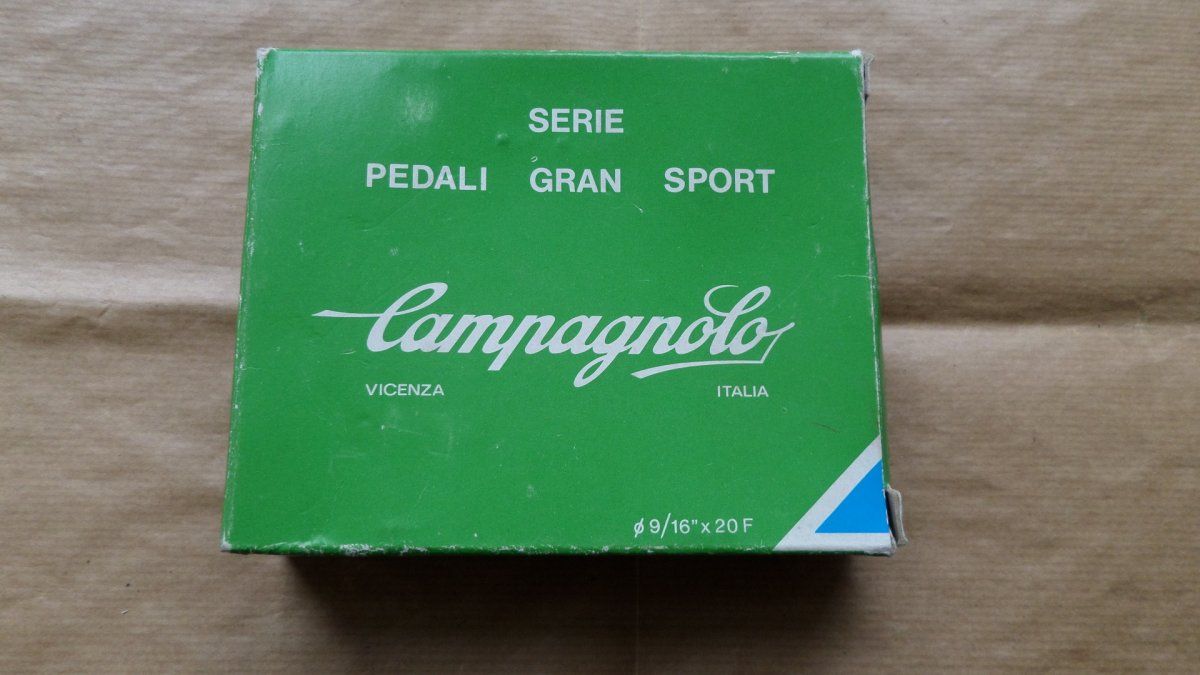 SERIE
PEDALI GRAN SPORT
Campagnolo
VICENZA ITALIA
ϕ 9/16" x 20 F